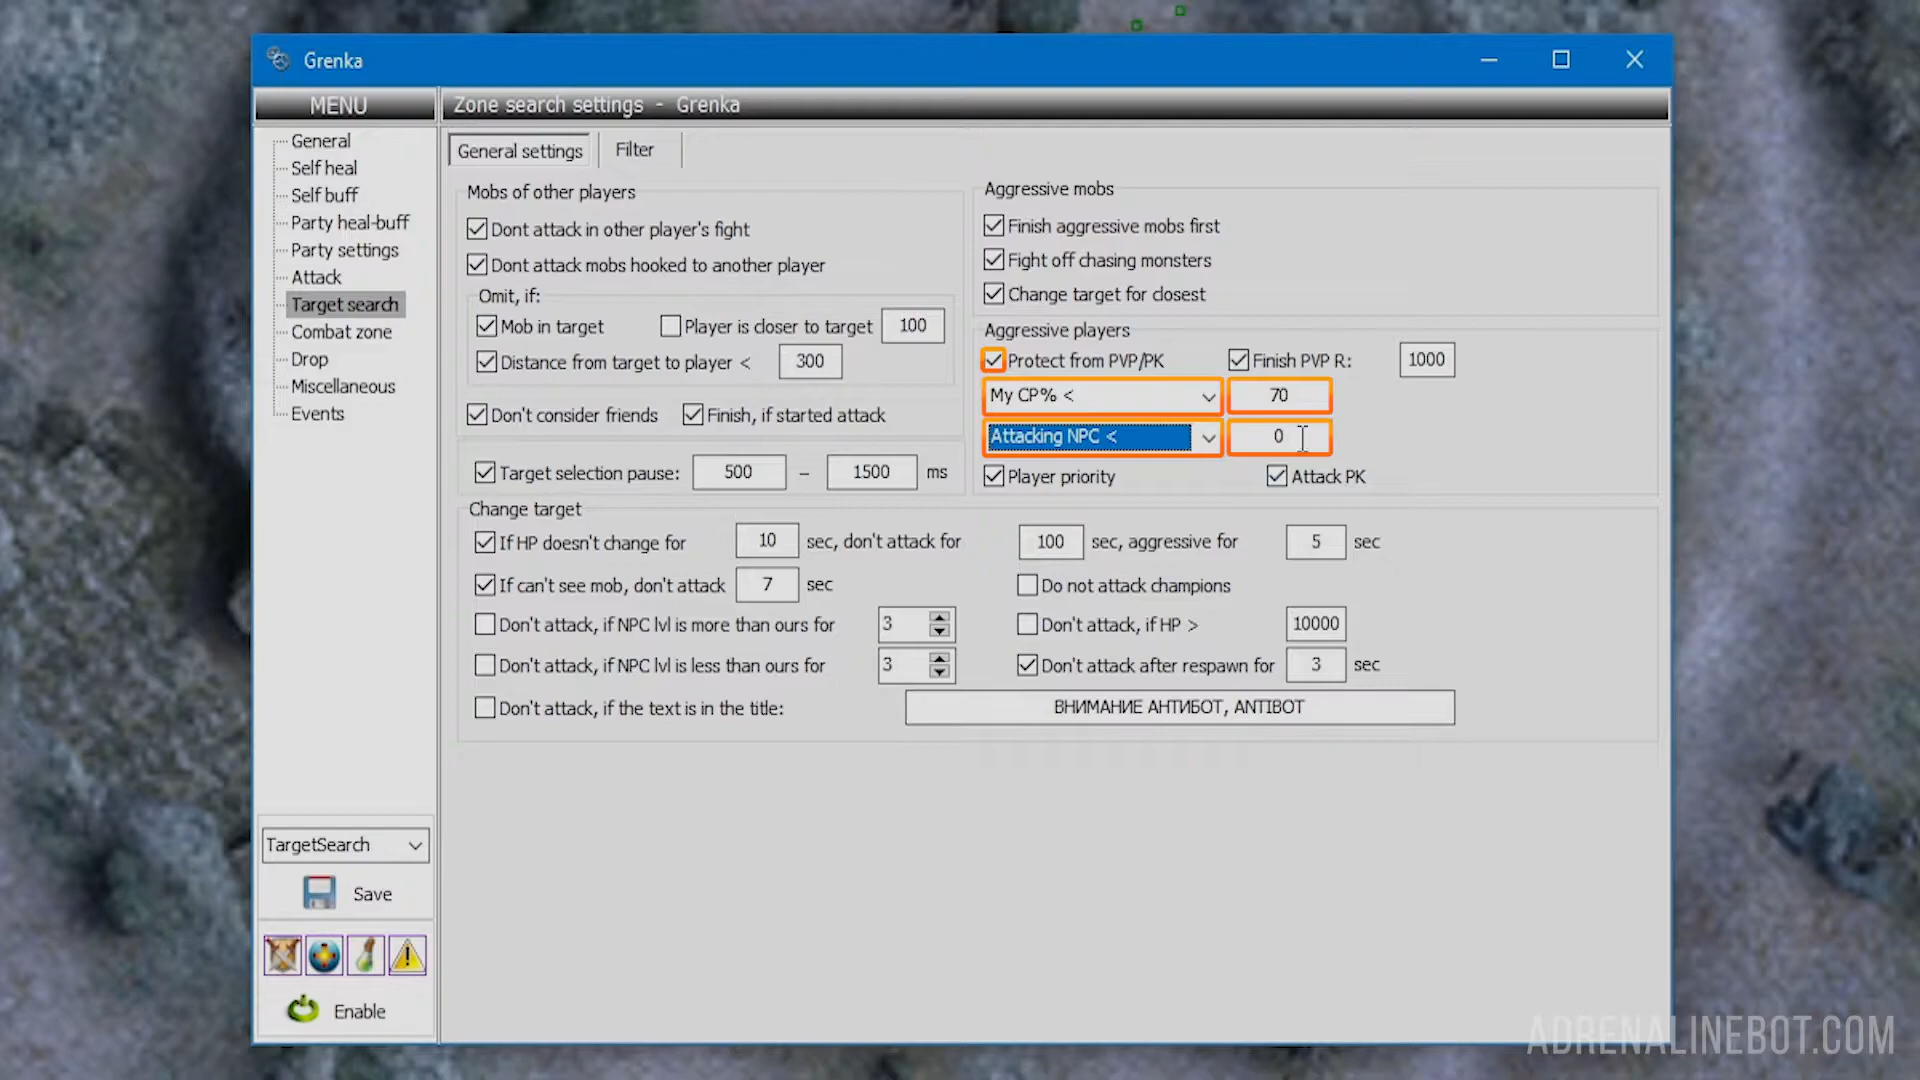 Grenka
MENU
Zone search settings - Grenka
General
Self heal
Self buff
Party heal-buff
Party settings
Attack
Target search
Combat zone
Drop
Miscellaneous
Events
General settings
Filter
Mobs of other players
Dont attack in other player's fight
Dont attack mobs hooked to another player
Omit, if:
Mob in target
Player is closer to target 100
Distance from target to player < 300
Don't consider friends
Finish, if started attack
Target selection pause: 500 - 1500 ms
Aggressive mobs
Finish aggressive mobs first
Fight off chasing monsters
Change target for closest
Aggressive players
Protect from PVP/PK
Finish PVP R: 1000
My CP% < 70
Attacking NPC < 0
Player priority
Attack PK
Change target
If HP doesn't change for 10 sec, don't attack for 100 sec, aggressive for 5 sec
If can't see mob, don't attack 7 sec
Do not attack champions
Don't attack, if NPC lvl is more than ours for 3
Don't attack, if HP > 10000
Don't attack, if NPC lvl is less than ours for 3
Don't attack after respawn for 3 sec
Don't attack, if the text is in the title: ВНИМАНИЕ АНТИБОТ, ANTIBOT
TargetSearch
Save
Enable
ADRENALINEBOT.COM